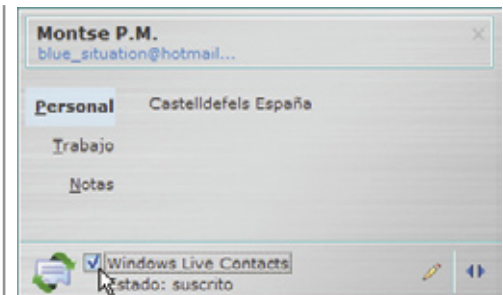 Montse P.M.
blue_situation@hotmail...
Personal Castelldefels España
Trabajo
Notas
Windows Live Contacts
Estado: suscrito